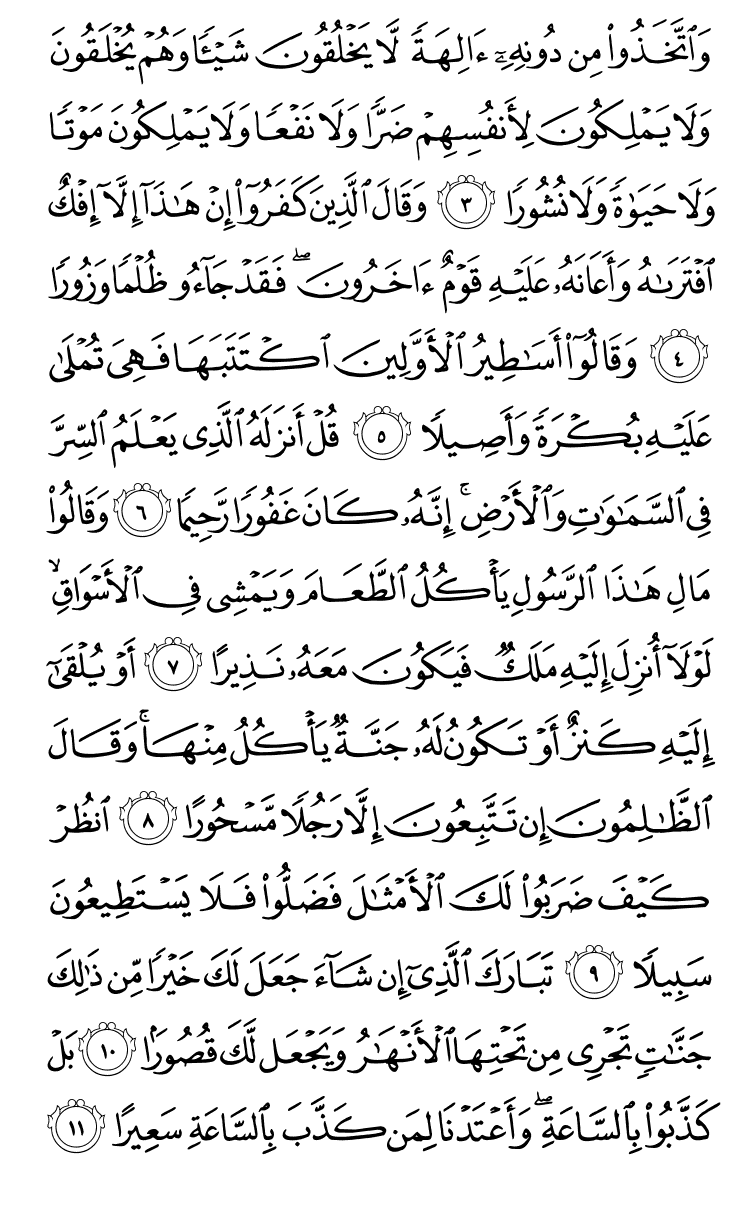 وَٱتَّخَذُوا۟ مِن دُونِهِۦٓ ءَالِهَةً لَّا يَخْلُقُونَ شَيْـًٔا وَهُمْ يُخْلَقُونَ
وَلَا يَمْلِكُونَ لِأَنفُسِهِمْ ضَرًّا وَلَا نَفْعًا وَلَا يَمْلِكُونَ مَوْتًا
وَلَا حَيَوٰةً وَلَا نُشُورًا ٣ وَقَالَ ٱلَّذِينَ كَفَرُوٓا۟ إِنْ هَـٰذَآ إِلَّآ إِفْكٌ
ٱفْتَرَىٰهُ وَأَعَانَهُۥ عَلَيْهِ قَوْمٌ ءَاخَرُونَ ۖ فَقَدْ جَآءُو ظُلْمًا وَزُورًا
٤ وَقَالُوٓا۟ أَسَـٰطِيرُ ٱلْأَوَّلِينَ ٱكْتَتَبَهَا فَهِىَ تُمْلَىٰ
عَلَيْهِ بُكْرَةً وَأَصِيلًا ٥ قُلْ أَنزَلَهُ ٱلَّذِى يَعْلَمُ ٱلسِّرَّ
فِى ٱلسَّمَـٰوَٰتِ وَٱلْأَرْضِ ۚ إِنَّهُۥ كَانَ غَفُورًا رَّحِيمًا ٦ وَقَالُوا۟
مَالِ هَـٰذَا ٱلرَّسُولِ يَأْكُلُ ٱلطَّعَامَ وَيَمْشِى فِى ٱلْأَسْوَاقِ ۙ
لَوْلَآ أُنزِلَ إِلَيْهِ مَلَكٌ فَيَكُونَ مَعَهُۥ نَذِيرًا ٧ أَوْ يُلْقَىٰٓ
إِلَيْهِ كَنزٌ أَوْ تَكُونُ لَهُۥ جَنَّةٌ يَأْكُلُ مِنْهَا ۚ وَقَالَ
ٱلظَّـٰلِمُونَ إِن تَتَّبِعُونَ إِلَّا رَجُلًا مَّسْحُورًا ٨ ٱنظُرْ
كَيْفَ ضَرَبُوا۟ لَكَ ٱلْأَمْثَـٰلَ فَضَلُّوا۟ فَلَا يَسْتَطِيعُونَ
سَبِيلًا ٩ تَبَارَكَ ٱلَّذِىٓ إِن شَآءَ جَعَلَ لَكَ خَيْرًا مِّن ذَٰلِكَ
جَنَّـٰتٍ تَجْرِى مِن تَحْتِهَا ٱلْأَنْهَـٰرُ وَيَجْعَل لَّكَ قُصُورًۢا ١٠ بَلْ
كَذَّبُوا۟ بِٱلسَّاعَةِ ۖ وَأَعْتَدْنَا لِمَن كَذَّبَ بِٱلسَّاعَةِ سَعِيرًا ١١